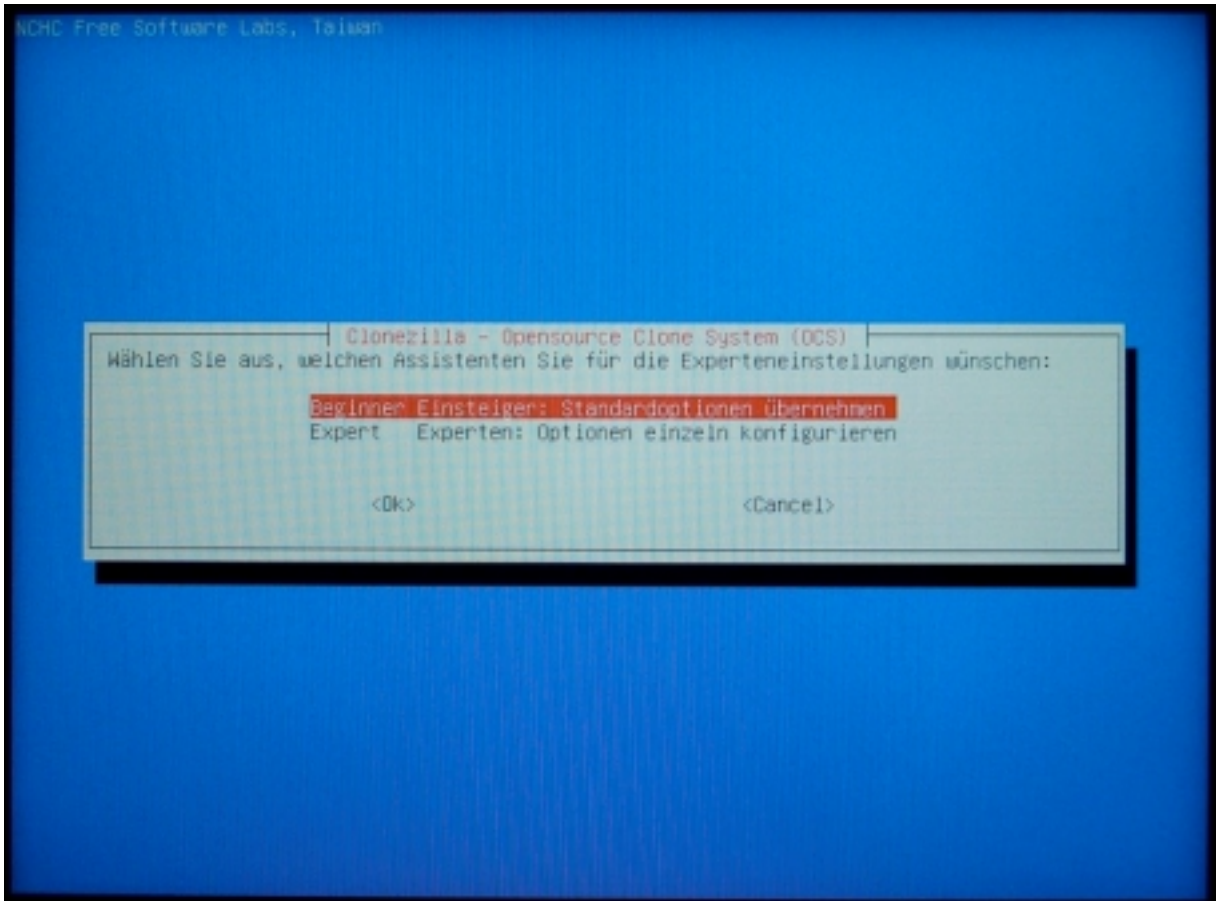 NCHC Free Software Labs, Taiwan
Clonezilla - Opensource Clone System (OCS)
Wählen Sie aus, welchen Assistenten Sie für die Experteneinstellungen wünschen:
Beginner Einsteiger: Standardoptionen übernehmen
Expert Experten: Optionen einzeln konfigurieren
<Ok> <Cancel>